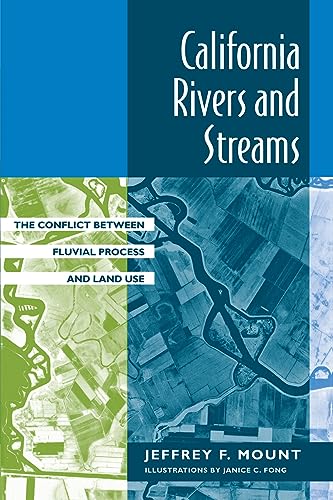 California
Rivers and
Streams
THE CONFLICT BETWEEN
FLUVIAL PROCESS
AND LAND USE
JEFFREY F. MOUNT
ILLUSTRATIONS BY JANICE C. FONG